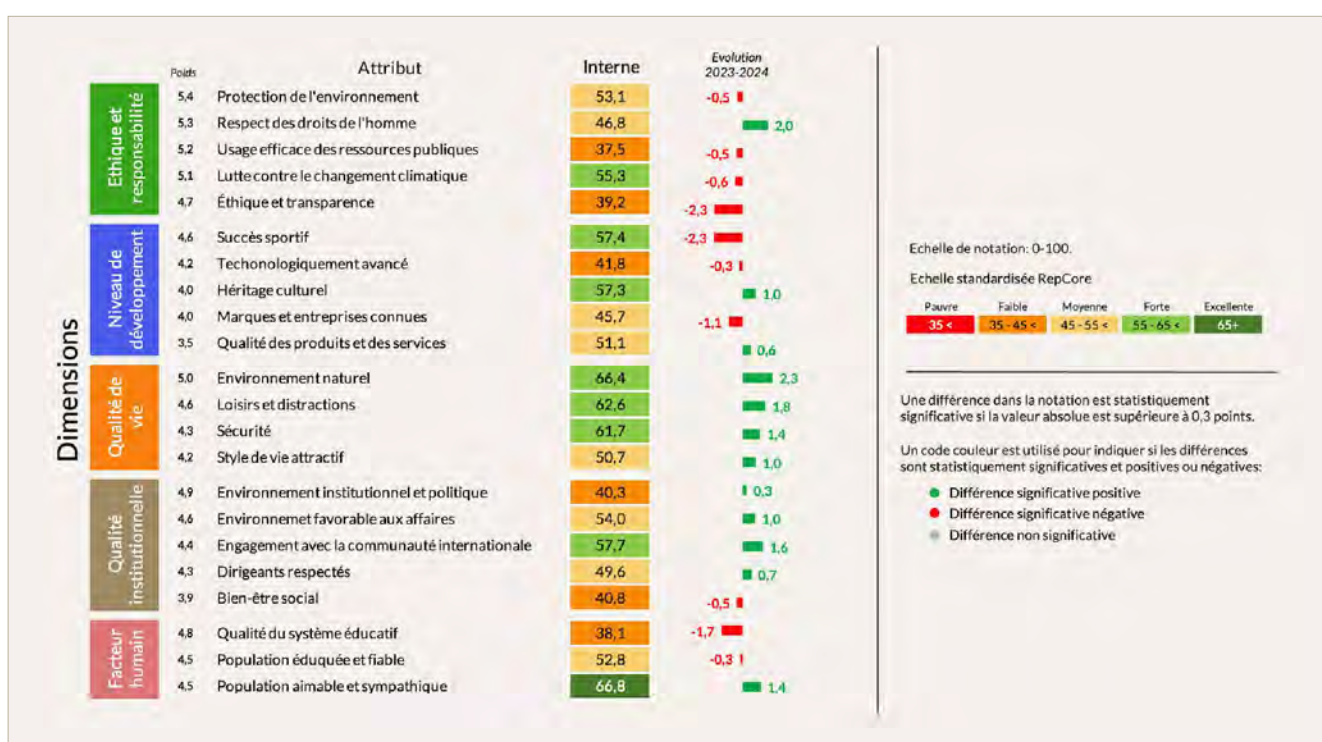 Poids Attribut Interne Evolution
2023-2024
Dimensions
Ethique et
responsabilité
5,4 Protection de l'environnement 53,1 -0,5
5,3 Respect des droits de l'homme 46,8 2,0
5,2 Usage efficace des ressources publiques 37,5 -0,5
5,1 Lutte contre le changement climatique 55,3 -0,6
4,7 Éthique et transparence 39,2 -2,3
Niveau de
développement
4,6 Succès sportif 57,4 -2,3
4,2 Techonologiquement avancé 41,8 -0,3
4,0 Héritage culturel 57,3 1,0
4,0 Marques et entreprises connues 45,7 -1,1
3,5 Qualité des produits et des services 51,1 0,6
Qualité de
vie
5,0 Environnement naturel 66,4 2,3
4,6 Loisirs et distractions 62,6 1,8
4,3 Sécurité 61,7 1,4
4,2 Style de vie attractif 50,7 1,0
Qualité
institutionnelle
4,9 Environnement institutionnel et politique 40,3 0,3
4,6 Environnemet favorable aux affaires 54,0 1,0
4,4 Engagement avec la communauté internationale 57,7 1,6
4,3 Dirigeants respectés 49,6 0,7
3,9 Bien-être social 40,8 -0,5
Facteur
humain
4,8 Qualité du système éducatif 38,1 -1,7
4,5 Population éduquée et fiable 52,8 -0,3
4,5 Population aimable et sympathique 66,8 1,4
Echelle de notation: 0-100.
Echelle standardisée RepCore
Pauvre Faible Moyenne Forte Excellente
35 < 35 - 45 < 45 - 55 < 55 - 65 < 65+
Une différence dans la notation est statistiquement
significative si la valeur absolue est supérieure à 0,3 points.
Un code couleur est utilisé pour indiquer si les différences
sont statistiquement significatives et positives ou négatives:
Différence significative positive
Différence significative négative
Différence non significative